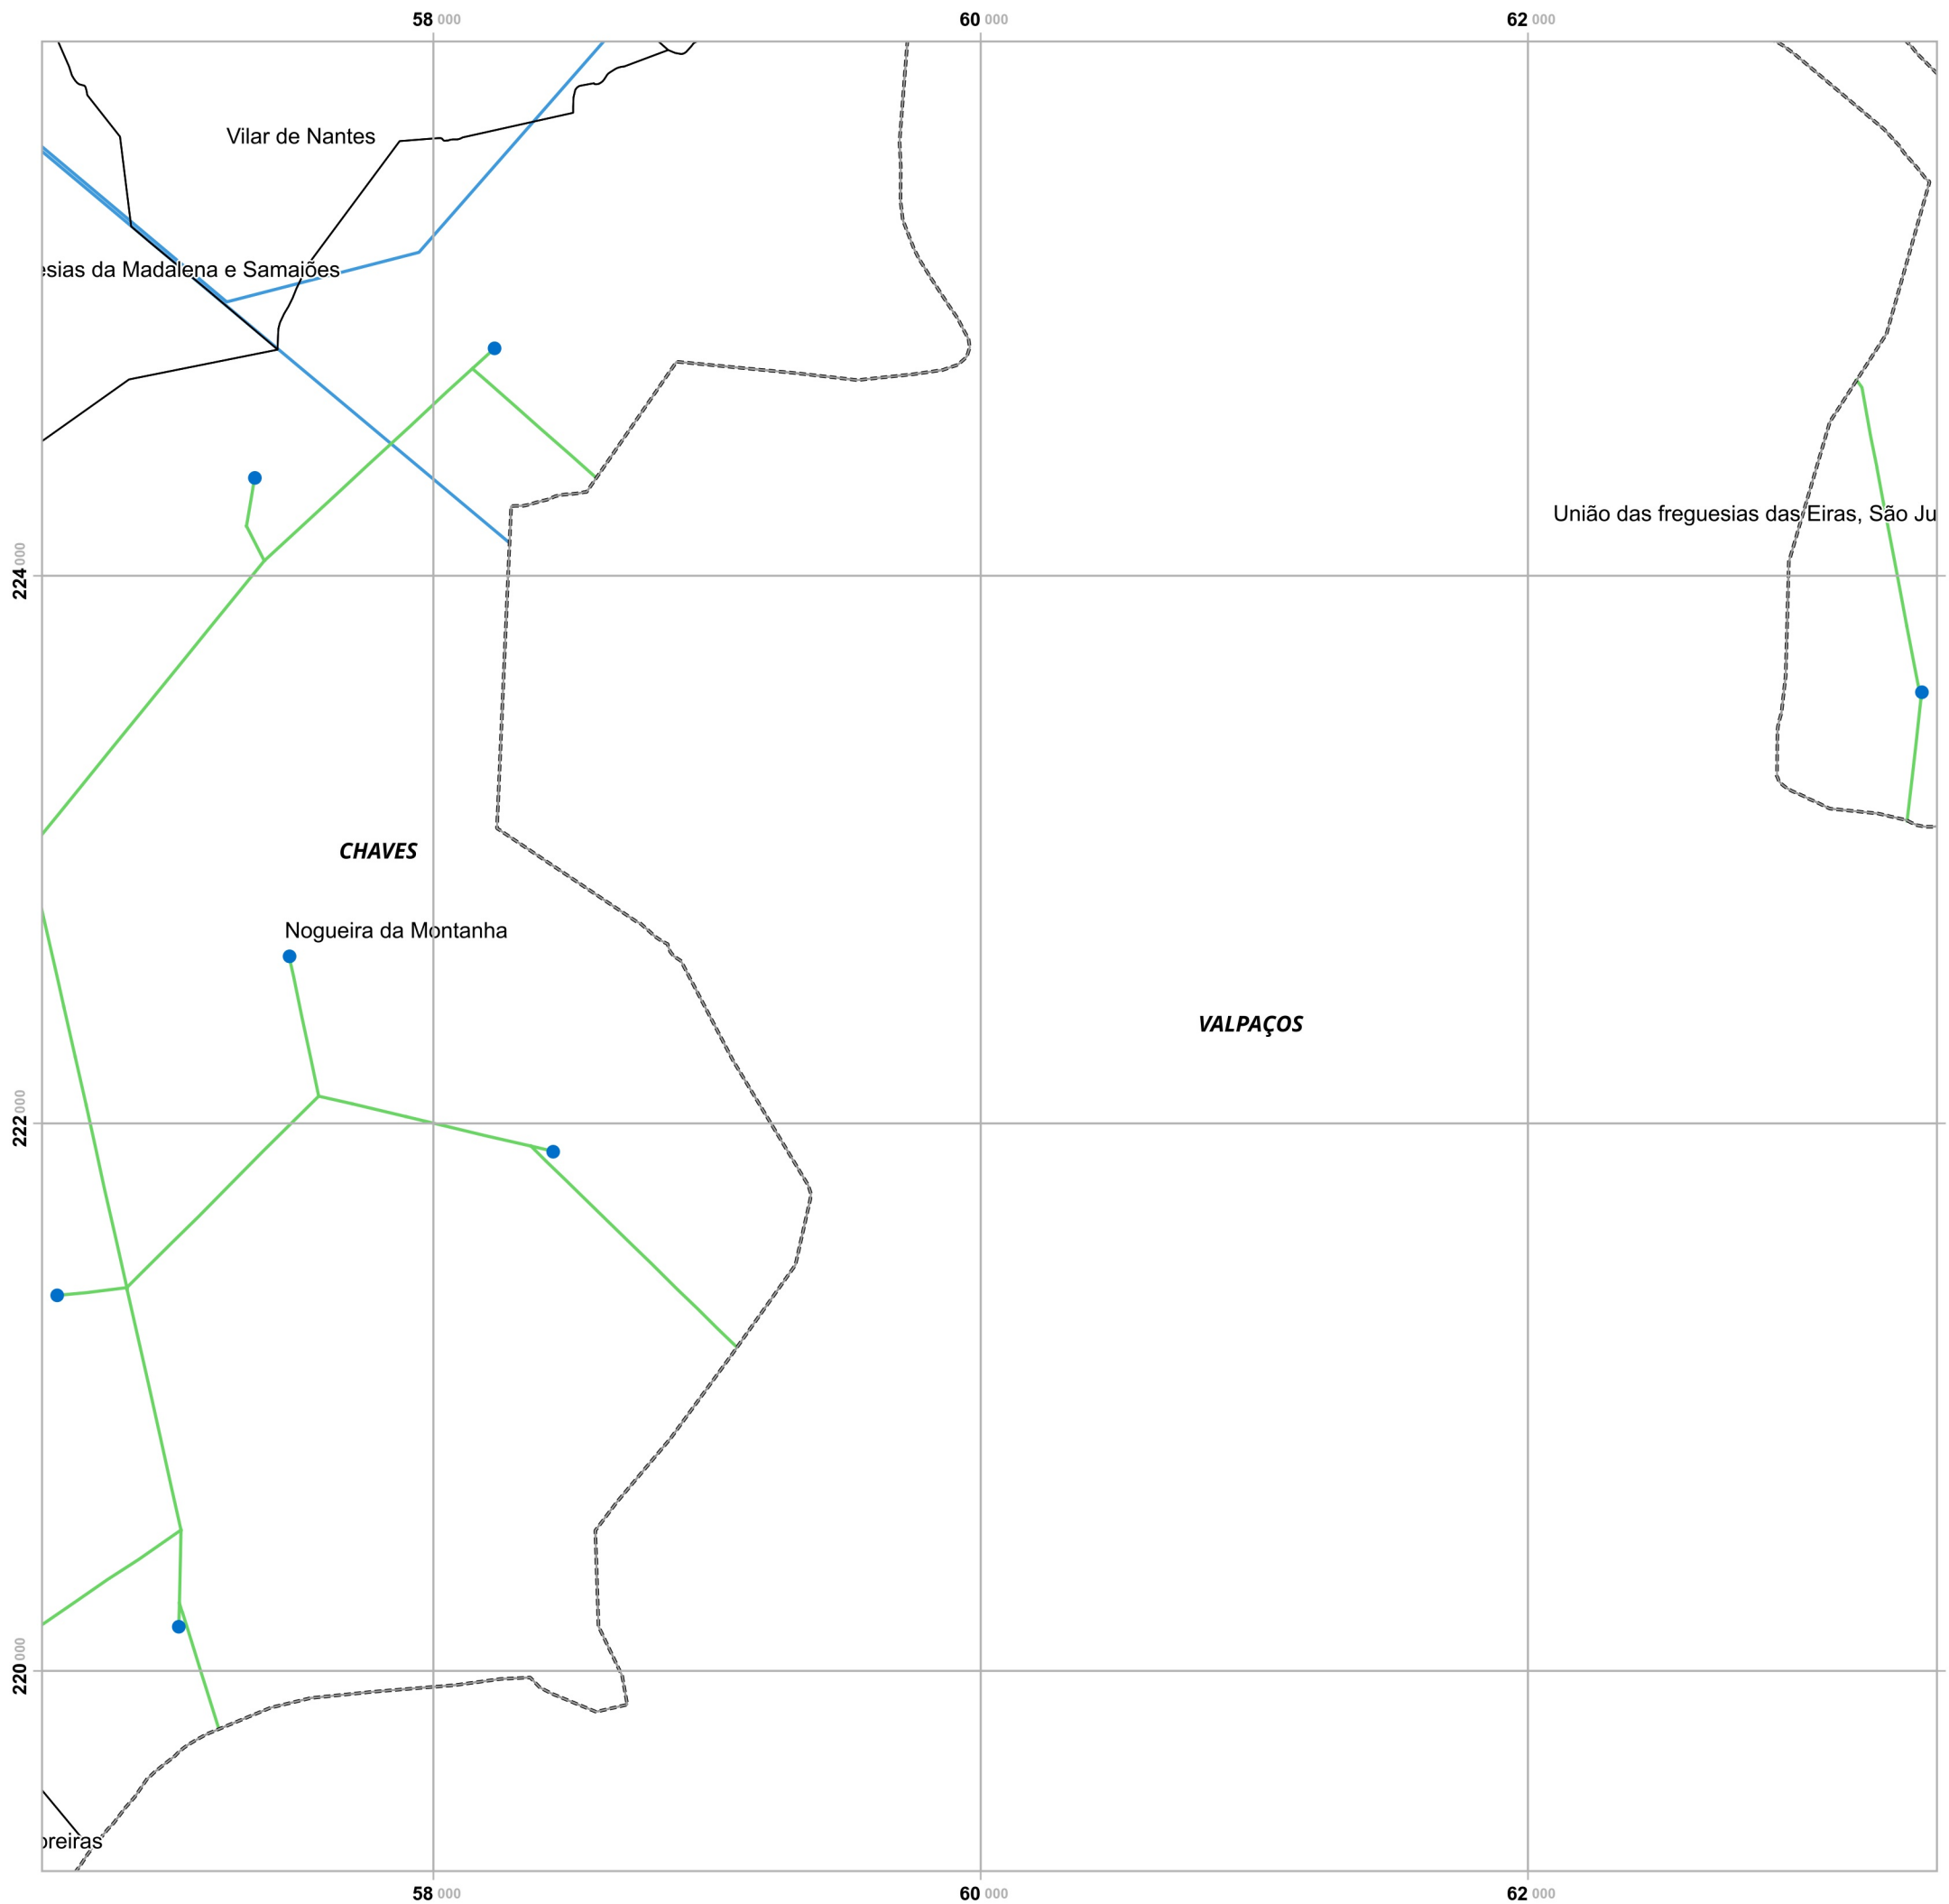 58 000 60 000 62 000
Vilar de Nantes
esias da Madalena e Samaiões
União das freguesias das Eiras, São Ju
224 000
CHAVES
Nogueira da Montanha
VALPAÇOS
222 000
220 000
oreiras
58 000 60 000 62 000